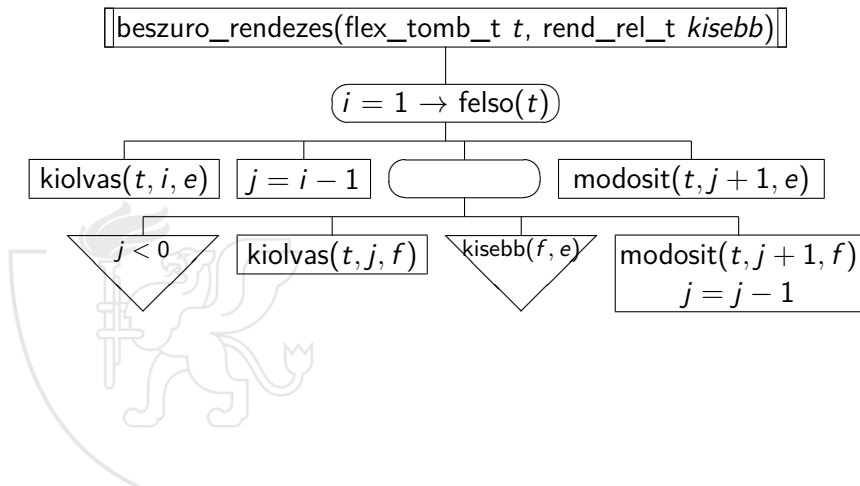 beszuro_rendezes(flex_tomb_t t, rend_rel_t kisebb)
i = 1 → felso(t)
kiolvas(t, i, e)
j = i − 1
modosit(t, j + 1, e)
j < 0
kiolvas(t, j, f)
kisebb(f, e)
modosit(t, j + 1, f)
j = j − 1